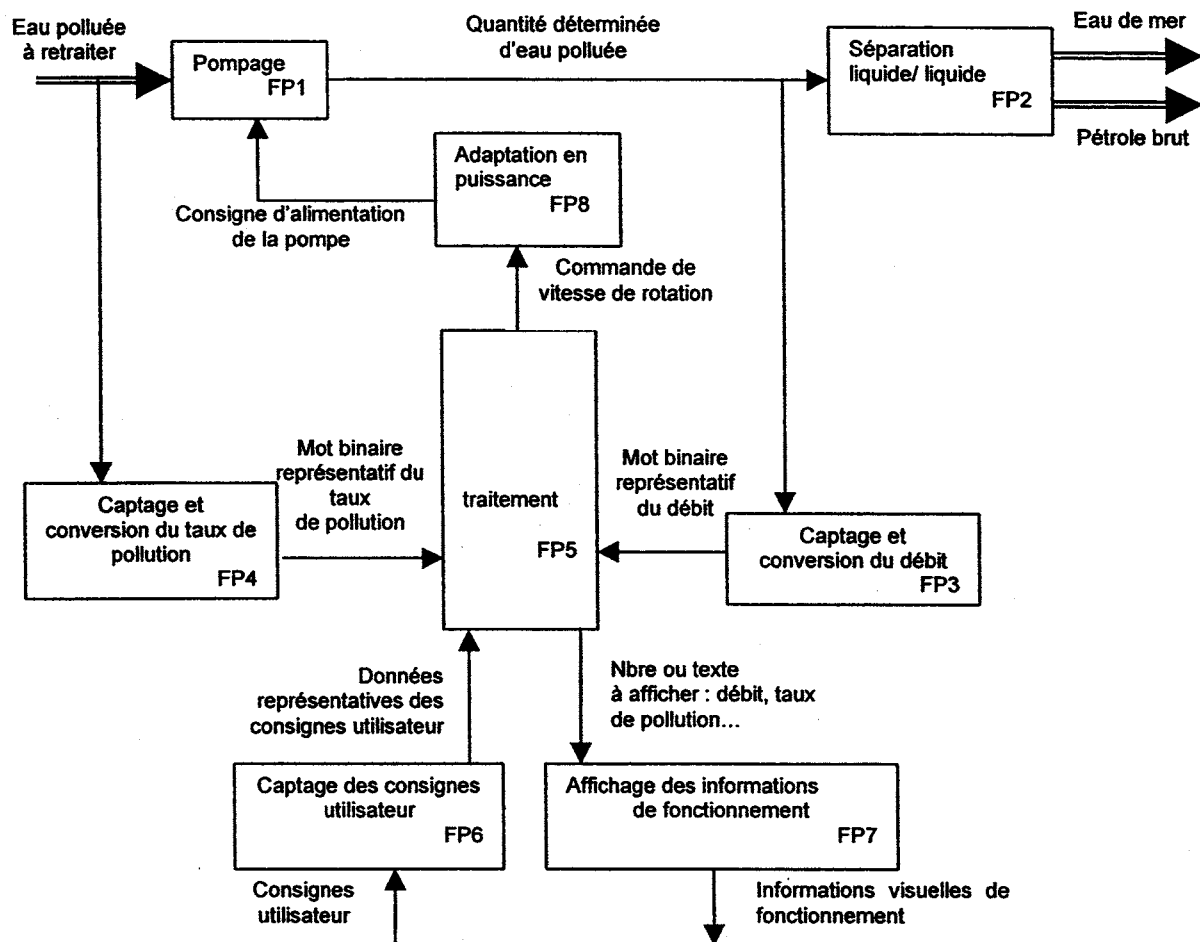 Eau polluée
à retraiter
Pompage
FP1
Quantité déterminée
d'eau polluée
Séparation
liquide/ liquide
FP2
Eau de mer
Pétrole brut
Adaptation en
puissance
FP8
Consigne d'alimentation
de la pompe
Commande de
vitesse de rotation
Captage et
conversion du taux de
pollution
FP4
Mot binaire
représentatif du
taux
de pollution
traitement
FP5
Mot binaire
représentatif
du débit
Captage et
conversion du débit
FP3
Données
représentatives des
consignes utilisateur
Nbre ou texte
à afficher : débit, taux
de pollution...
Captage des consignes
utilisateur
FP6
Affichage des informations
de fonctionnement
FP7
Consignes
utilisateur
Informations visuelles de
fonctionnement